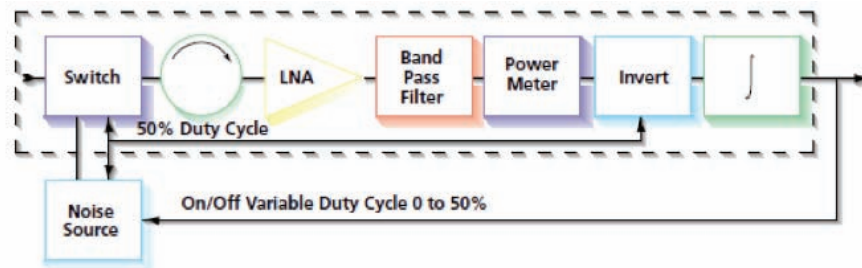 Switch
LNA
Band
Pass
Filter
Power
Meter
Invert
∫
50% Duty Cycle
Noise
Source
On/Off Variable Duty Cycle 0 to 50%